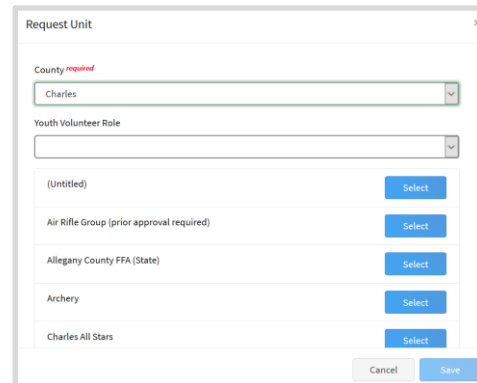 Request Unit
County required
Charles
Youth Volunteer Role
(Untitled)
Select
Air Rifle Group (prior approval required)
Select
Allegany County FFA (State)
Select
Archery
Select
Charles All Stars
Select
Cancel
Save